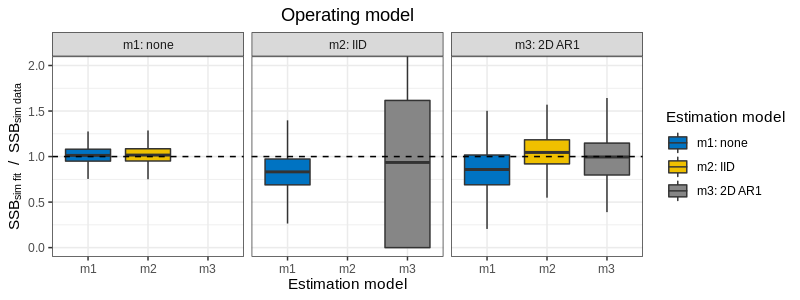 Operating model
m1: none
m2: IID
m3: 2D AR1
SSBsim fit / SSBsim data
2.0
1.5
1.0
0.5
0.0
m1 m2 m3
m1 m2 m3
m1 m2 m3
Estimation model
Estimation model
m1: none
m2: IID
m3: 2D AR1